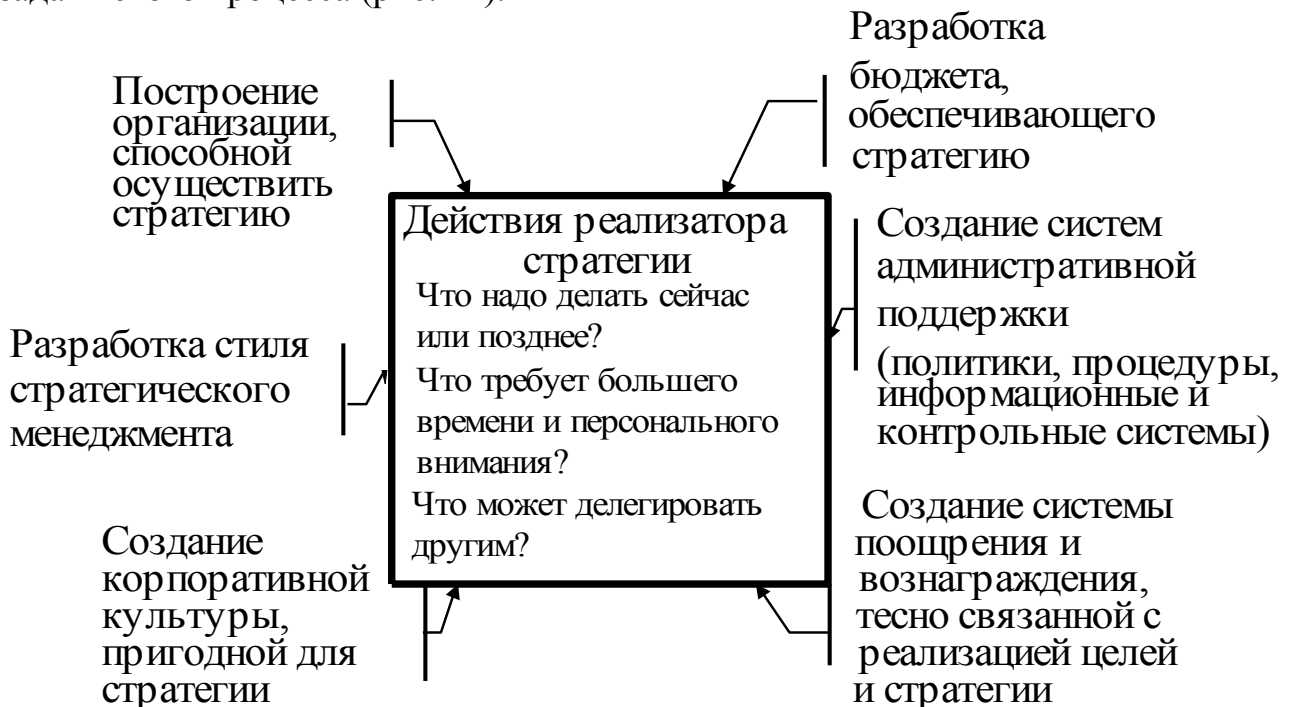 Построение
организации,
способной
осуществить
стратегию
Разработка
бюджета,
обеспечивающего
стратегию
Действия реализатора
стратегии
Что надо делать сейчас
или позднее?
Что требует большего
времени и персонального
внимания?
Что может делегировать
другим?
Создание систем
административной
поддержки
(политики, процедуры,
информационные и
контрольные системы)
Разработка стиля
стратегического
менеджмента
Создание
корпоративной
культуры,
пригодной для
стратегии
Создание системы
поощрения и
вознаграждения,
тесно связанной с
реализацией целей
и стратегии